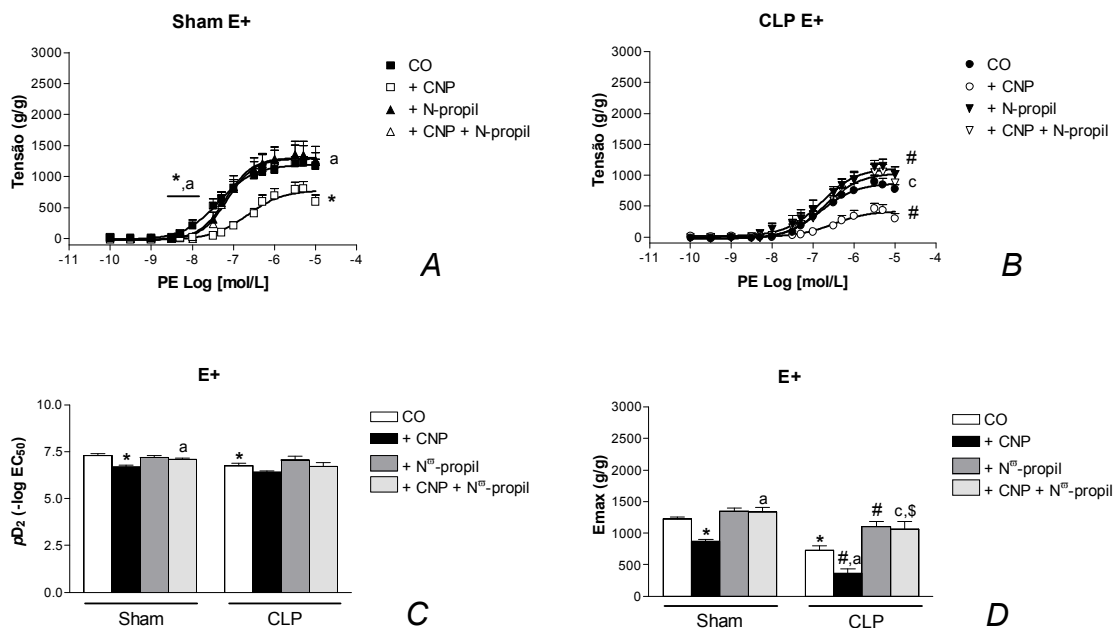 Sham E+
3000
2500
2000
1500
1000
500
0
Tensão (g/g)
-11 -10 -9 -8 -7 -6 -5 -4
PE Log [mol/L]
*,a
a
*
CO
+ CNP
+ N-propil
+ CNP + N-propil
A
CLP E+
3000
2500
2000
1500
1000
500
0
Tensão (g/g)
-11 -10 -9 -8 -7 -6 -5 -4
PE Log [mol/L]
#
c
#
CO
+ CNP
+ N-propil
+ CNP + N-propil
B
E+
10.0
7.5
5.0
2.5
0.0
pD₂ (-log EC₅₀)
* a *
Sham CLP
CO
+ CNP
+ Nᵅ-propil
+ CNP + Nᵅ-propil
C
E+
3000
2500
2000
1500
1000
500
0
Emax (g/g)
* a * #,a # c,$
Sham CLP
CO
+ CNP
+ Nᵅ-propil
+ CNP + Nᵅ-propil
D